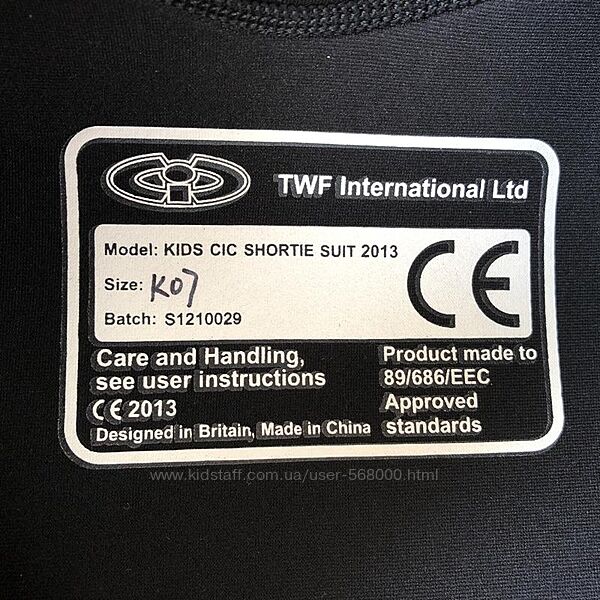 TWF International Ltd
Model: KIDS CIC SHORTIE SUIT 2013
Size: K07
Batch: S1210029
CE
Care and Handling,
see user instructions
CE 2013
Designed in Britain, Made in China
Product made to
89/686/EEC
Approved
standards
www.kidstaff.com.ua/user-568000.html